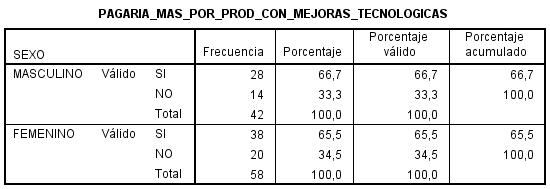 PAGARIA_MAS_POR_PROD_CON_MEJORAS_TECNOLOGICAS
SEXO Frecuencia Porcentaje Porcentaje válido Porcentaje acumulado
MASCULINO Válido SI 28 66,7 66,7 66,7
NO 14 33,3 33,3 100,0
Total 42 100,0 100,0
FEMENINO Válido SI 38 65,5 65,5 65,5
NO 20 34,5 34,5 100,0
Total 58 100,0 100,0